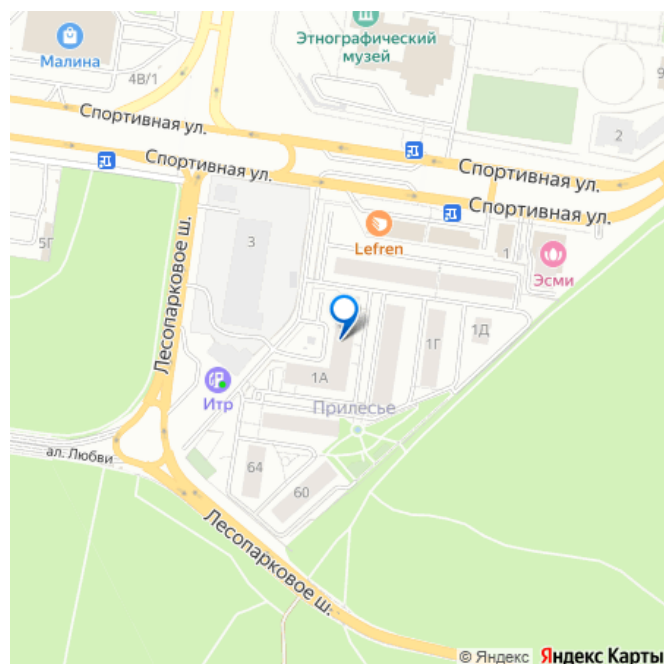 Этнографический
музей
Малина
4В/1
9
2
Спортивная ул.
Спортивная ул.
Спортивная ул.
Спортивная ул.
5Г
3
Lefren
1
Эсми
Лесопарковое ш.
1Д
1Г
1А
Итр
Прилесье
ал. Любви
64
60
Лесопарковое ш.
© Яндекс Яндекс Карты